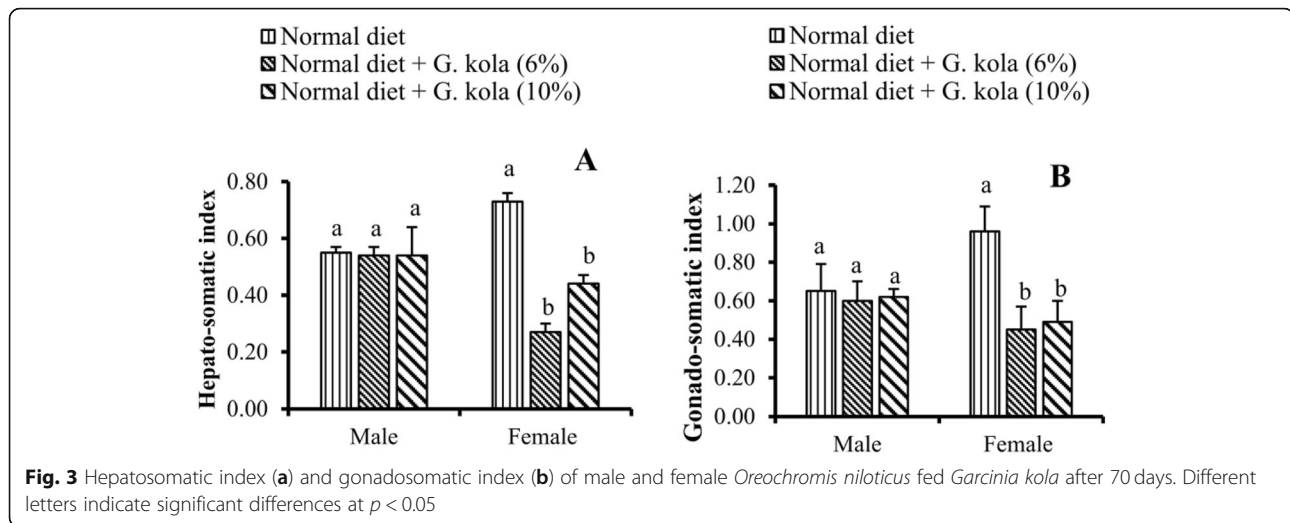 Normal diet
Normal diet + G. kola (6%)
Normal diet + G. kola (10%)
A
Hepato-somatic index
0.80
0.60
0.40
0.20
0.00
a
a
a
a
b
b
Male
Female
Normal diet
Normal diet + G. kola (6%)
Normal diet + G. kola (10%)
B
Gonado-somatic index
1.20
1.00
0.80
0.60
0.40
0.20
0.00
a
a
a
a
b
b
Male
Female
Fig. 3 Hepatosomatic index (a) and gonadosomatic index (b) of male and female Oreochromis niloticus fed Garcinia kola after 70 days. Different
letters indicate significant differences at p < 0.05